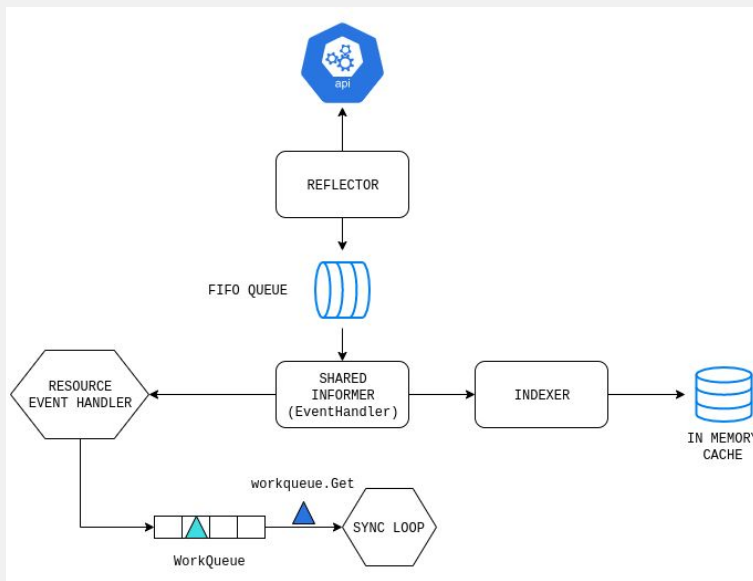 api
REFLECTOR
FIFO QUEUE
RESOURCE
EVENT HANDLER
SHARED
INFORMER
(EventHandler)
INDEXER
IN MEMORY
CACHE
workqueue.Get
SYNC LOOP
WorkQueue